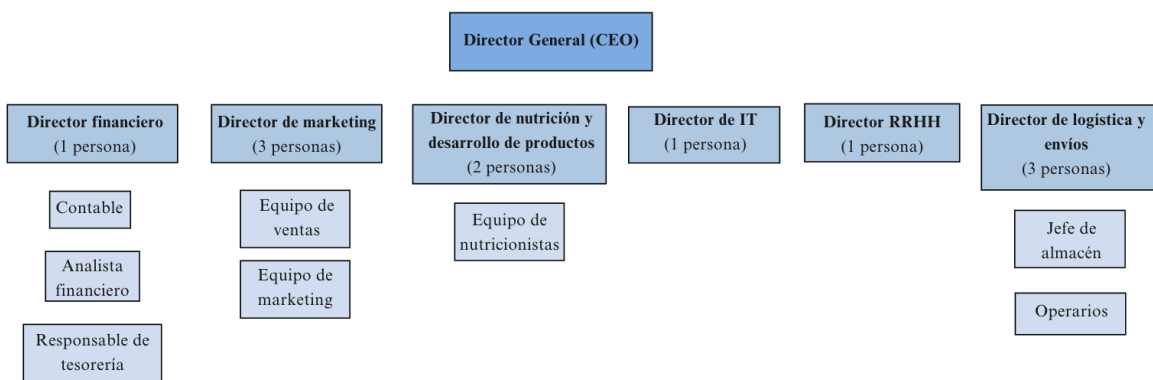 Director General (CEO)
Director financiero
(1 persona)
Director de marketing
(3 personas)
Director de nutrición y
desarrollo de productos
(2 personas)
Director de IT
(1 persona)
Director RRHH
(1 persona)
Director de logística y
envíos
(3 personas)
Contable
Analista
financiero
Responsable de
tesorería
Equipo de
ventas
Equipo de
marketing
Equipo de
nutricionistas
Jefe de
almacén
Operarios